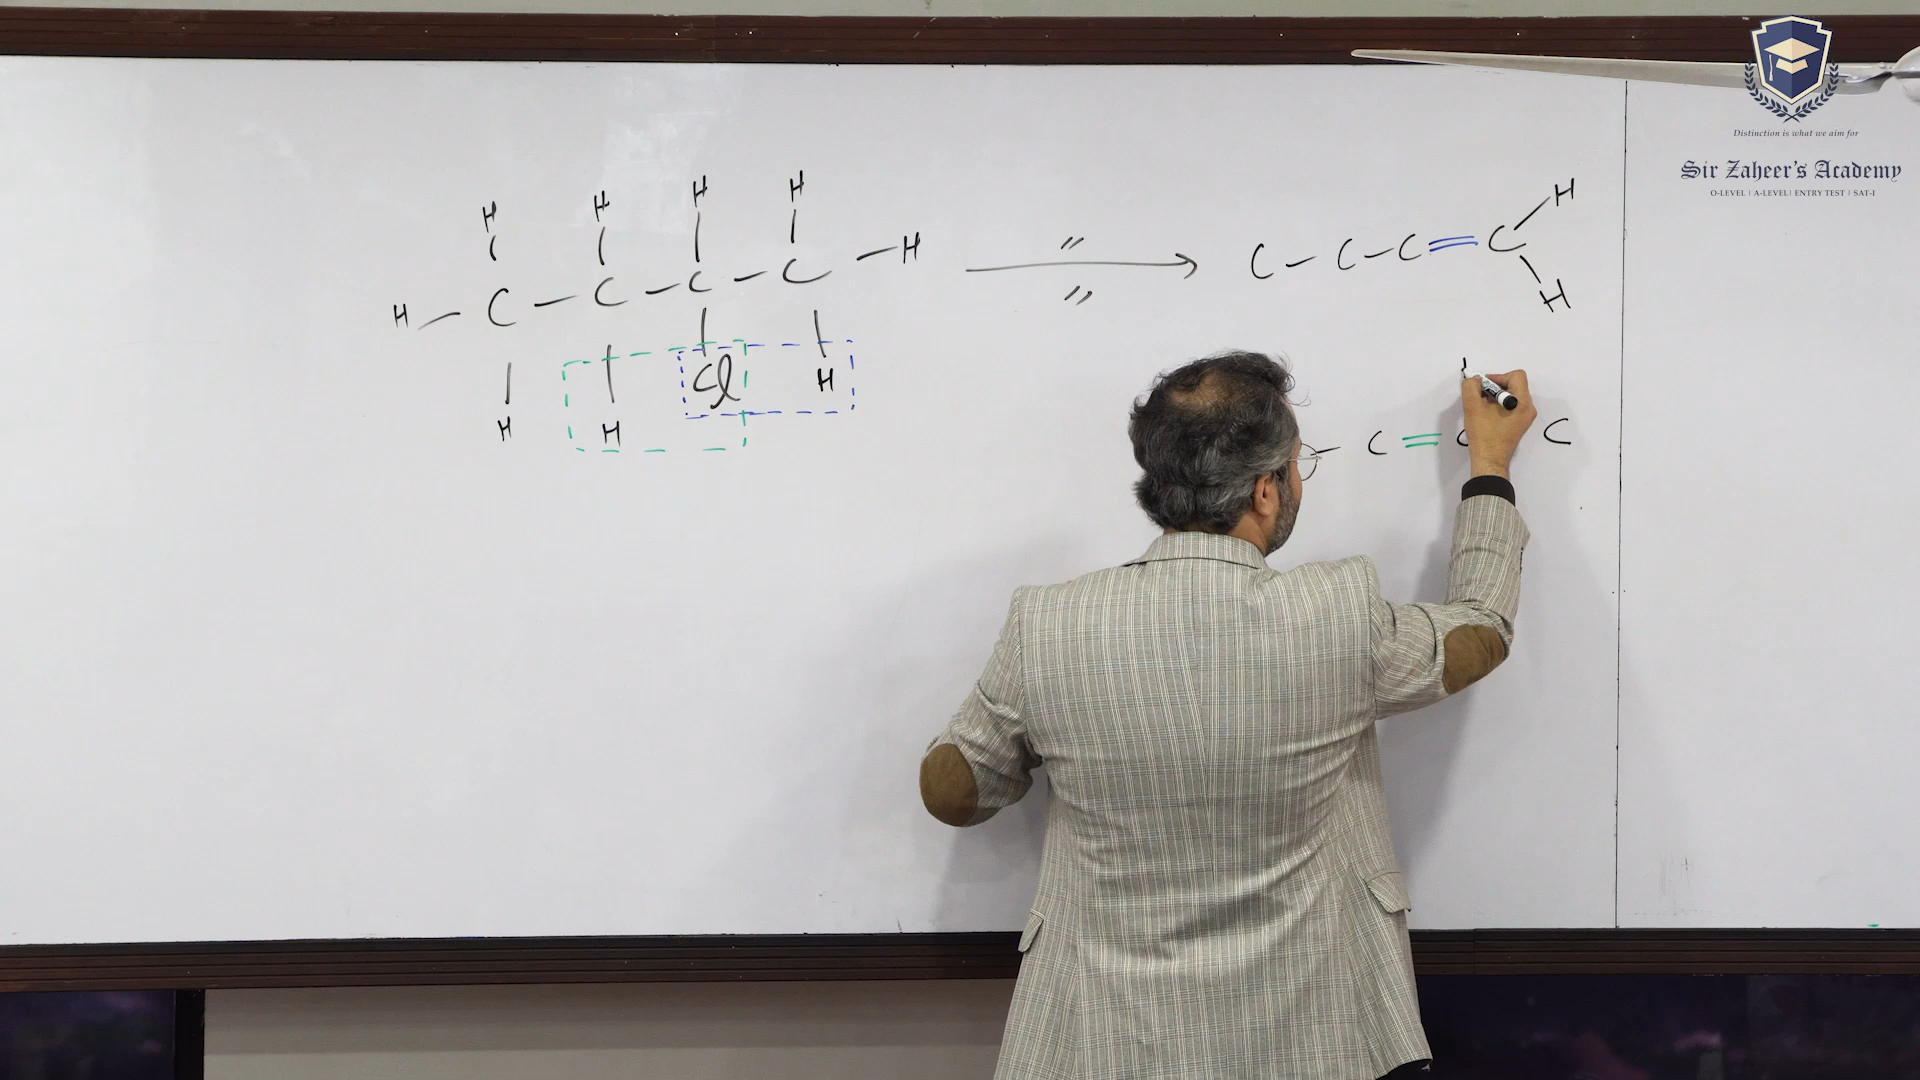 Distinction is what we aim for
Sir Zaheer's Academy
O-LEVEL | A-LEVEL | ENTRY TEST | SAT-I
H H H H
H – C – C – C – C – H
H H Cl H
" "
C – C – C = C
H
H
– C = C C